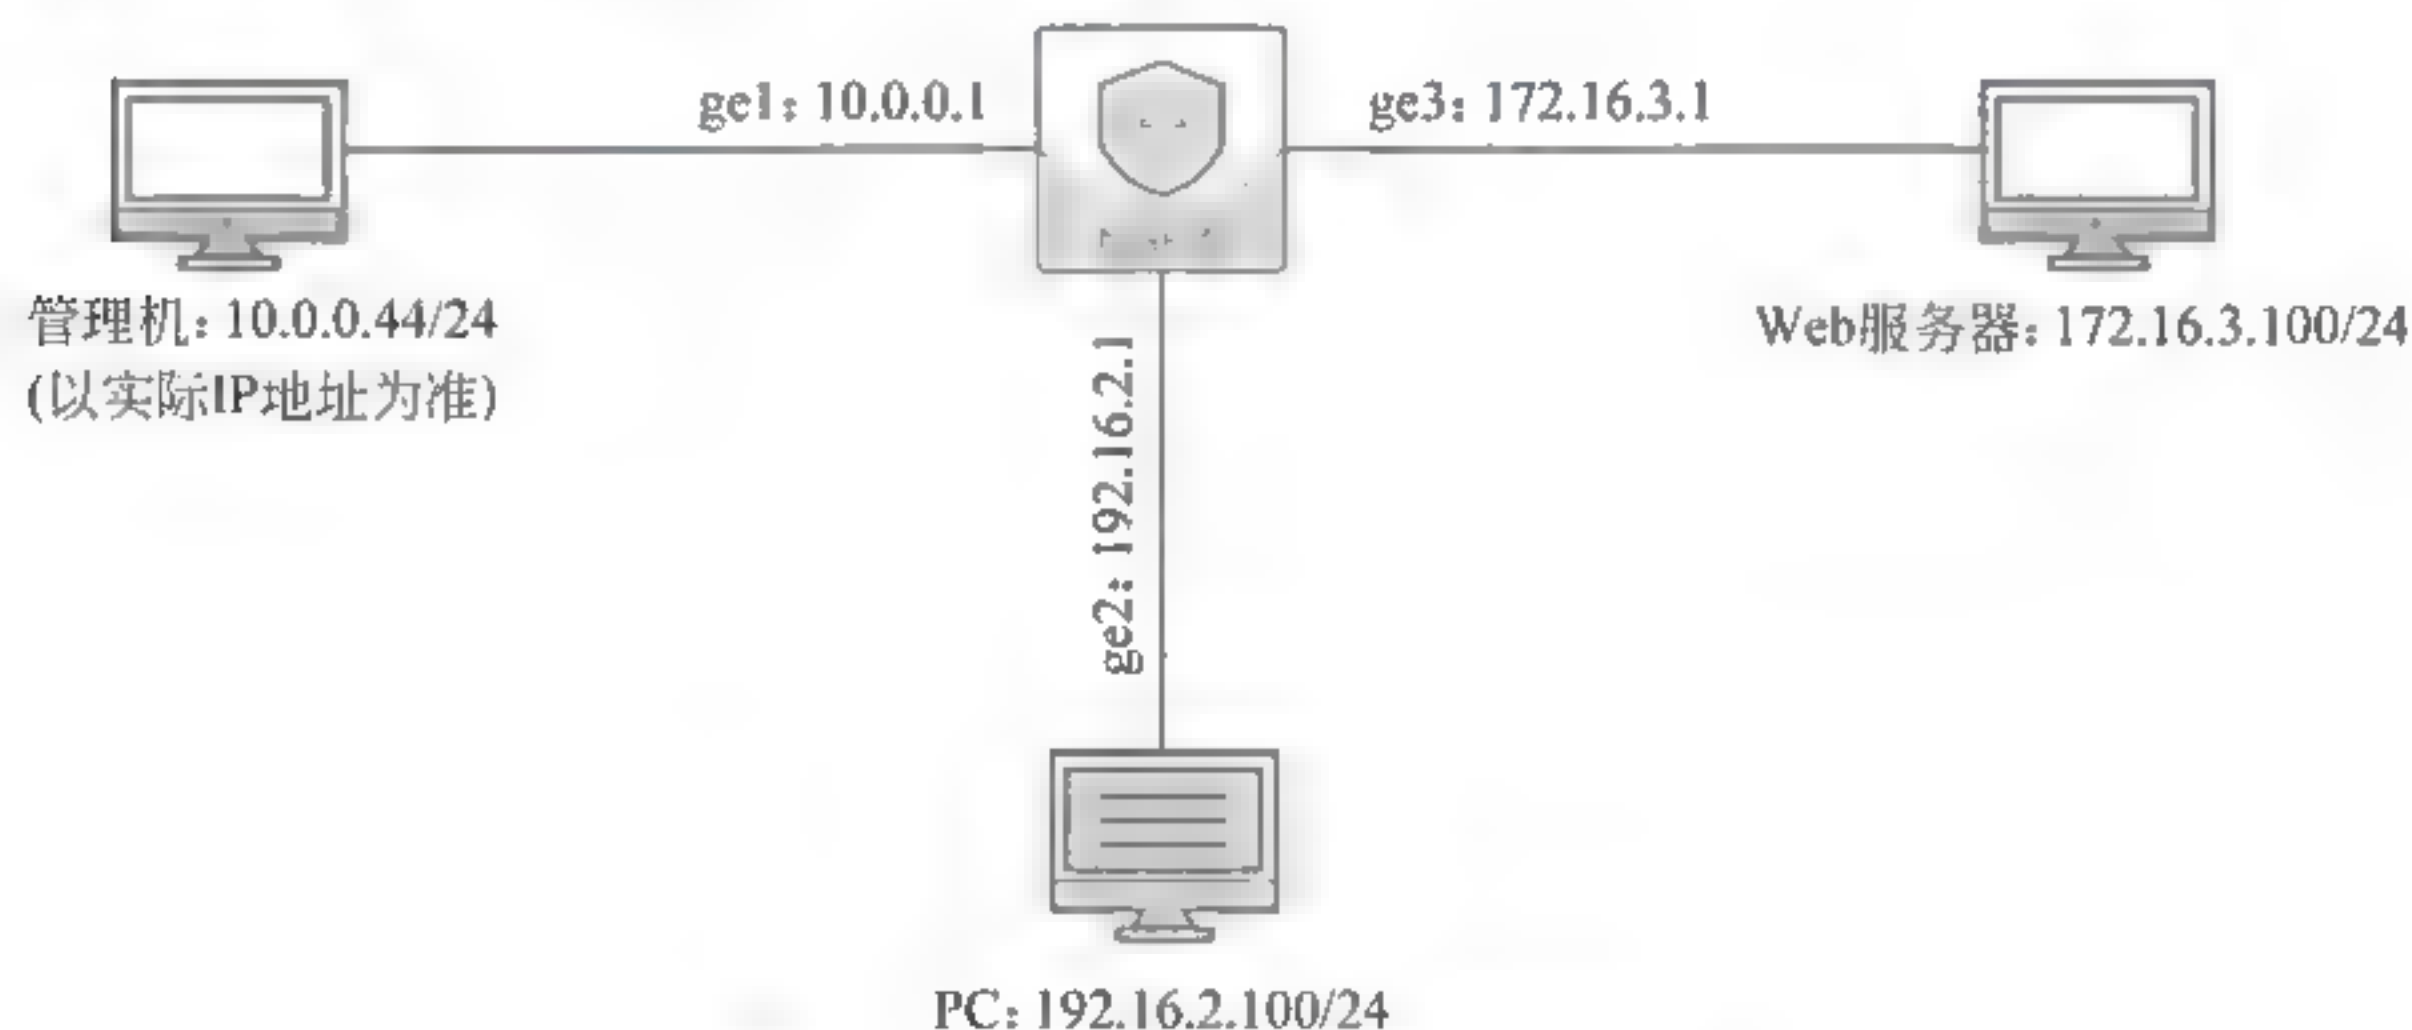 ge1: 10.0.0.1
ge3: 172.16.3.1
管理机: 10.0.0.44/24
(以实际IP地址为准)
Web服务器: 172.16.3.100/24
ge2: 192.16.2.1
PC: 192.16.2.100/24